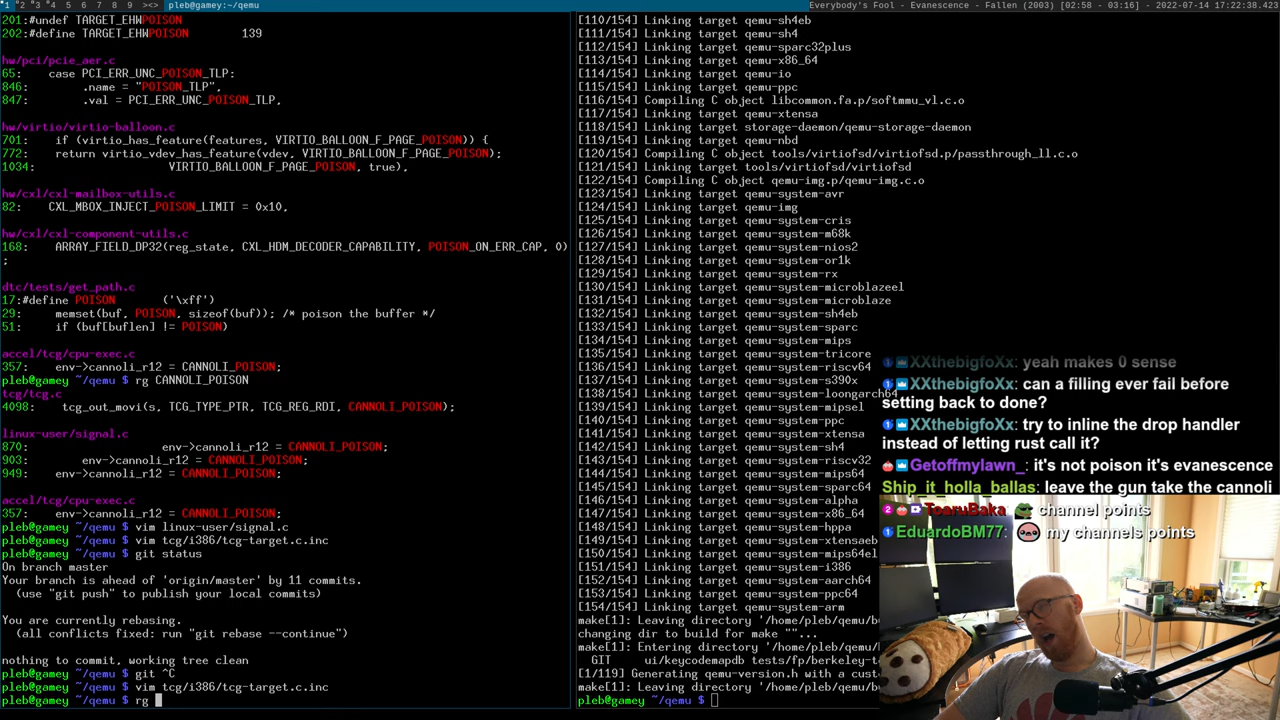 1 2 3 4 5 6 7 8 9 ><> pleb@gamey:~/qemu Everybody's Fool - Evanescence - Fallen (2003) [02:58 - 03:16] - 2022-07-14 17:22:38.423
201:#undef TARGET_EHWPOISON
202:#define TARGET_EHWPOISON 139
hw/pci/pcie_aer.c
65: case PCI_ERR_UNC_POISON_TLP:
846: .name = "POISON_TLP",
847: .val = PCI_ERR_UNC_POISON_TLP,
hw/virtio/virtio-balloon.c
701: if (virtio_has_feature(features, VIRTIO_BALLOON_F_PAGE_POISON)) {
772: return virtio_vdev_has_feature(vdev, VIRTIO_BALLOON_F_PAGE_POISON);
1034: VIRTIO_BALLOON_F_PAGE_POISON, true),
hw/cxl/cxl-mailbox-utils.c
82: CXL_MBOX_INJECT_POISON_LIMIT = 0x10,
hw/cxl/cxl-component-utils.c
168: ARRAY_FIELD_DP32(reg_state, CXL_HDM_DECODER_CAPABILITY, POISON_ON_ERR_CAP, 0)
;
dtc/tests/get_path.c
17:#define POISON ('\xff')
29: memset(buf, POISON, sizeof(buf)); /* poison the buffer */
51: if (buf[buflen] != POISON)
accel/tcg/cpu-exec.c
357: env->cannoli_r12 = CANNOLI_POISON;
pleb@gamey ~/qemu $ rg CANNOLI_POISON
tcg/tcg.c
4098: tcg_out_movi(s, TCG_TYPE_PTR, TCG_REG_RDI, CANNOLI_POISON);
linux-user/signal.c
870: env->cannoli_r12 = CANNOLI_POISON;
903: env->cannoli_r12 = CANNOLI_POISON;
949: env->cannoli_r12 = CANNOLI_POISON;
accel/tcg/cpu-exec.c
357: env->cannoli_r12 = CANNOLI_POISON;
pleb@gamey ~/qemu $ vim linux-user/signal.c
pleb@gamey ~/qemu $ vim tcg/i386/tcg-target.c.inc
pleb@gamey ~/qemu $ git status
On branch master
Your branch is ahead of 'origin/master' by 11 commits.
(use "git push" to publish your local commits)
You are currently rebasing.
(all conflicts fixed: run "git rebase --continue")
nothing to commit, working tree clean
pleb@gamey ~/qemu $ git ^C
pleb@gamey ~/qemu $ vim tcg/i386/tcg-target.c.inc
pleb@gamey ~/qemu $ rg
[110/154] Linking target qemu-sh4eb
[111/154] Linking target qemu-sh4
[112/154] Linking target qemu-sparc32plus
[113/154] Linking target qemu-x86_64
[114/154] Linking target qemu-io
[115/154] Linking target qemu-ppc
[116/154] Compiling C object libcommon.fa.p/softmmu_vl.c.o
[117/154] Linking target qemu-xtensa
[118/154] Linking target storage-daemon/qemu-storage-daemon
[119/154] Linking target qemu-nbd
[120/154] Compiling C object tools/virtiofsd/virtiofsd.p/passthrough_ll.c.o
[121/154] Linking target tools/virtiofsd/virtiofsd
[122/154] Compiling C object qemu-img.p/qemu-img.c.o
[123/154] Linking target qemu-system-avr
[124/154] Linking target qemu-img
[125/154] Linking target qemu-system-cris
[126/154] Linking target qemu-system-m68k
[127/154] Linking target qemu-system-nios2
[128/154] Linking target qemu-system-or1k
[129/154] Linking target qemu-system-rx
[130/154] Linking target qemu-system-microblazeel
[131/154] Linking target qemu-system-microblaze
[132/154] Linking target qemu-system-sh4eb
[133/154] Linking target qemu-system-sparc
[134/154] Linking target qemu-system-mips
[135/154] Linking target qemu-system-tricore
[136/154] Linking target qemu-system-riscv64
[137/154] Linking target qemu-system-s390x
[138/154] Linking target qemu-system-loongarch64
[139/154] Linking target qemu-system-mipsel
[140/154] Linking target qemu-system-ppc
[141/154] Linking target qemu-system-xtensa
[142/154] Linking target qemu-system-sh4
[143/154] Linking target qemu-system-riscv32
[144/154] Linking target qemu-system-mips64
[145/154] Linking target qemu-system-sparc64
[146/154] Linking target qemu-system-alpha
[147/154] Linking target qemu-system-x86_64
[148/154] Linking target qemu-system-hppa
[149/154] Linking target qemu-system-xtensaeb
[150/154] Linking target qemu-system-mips64el
[151/154] Linking target qemu-system-i386
[152/154] Linking target qemu-system-aarch64
[153/154] Linking target qemu-system-ppc64
[154/154] Linking target qemu-system-arm
make[1]: Leaving directory '/home/pleb/qemu/bu
changing dir to build for make ""...
make[1]: Entering directory '/home/pleb/qemu/b
GIT ui/keycodemapdb tests/fp/berkeley-te
[1/119] Generating qemu-version.h with a cust
make[1]: Leaving directory '/home/pleb/qemu/bu
pleb@gamey ~/qemu $
XXthebigfoXx: yeah makes 0 sense
XXthebigfoXx: can a filling ever fail before
setting back to done?
XXthebigfoXx: try to inline the drop handler
instead of letting rust call it?
Getoffmylawn_: it's not poison it's evanescence
Ship_it_holla_ballas: leave the gun take the cannoli
ToaruBaka: channel points
EduardoBM77: my channels points